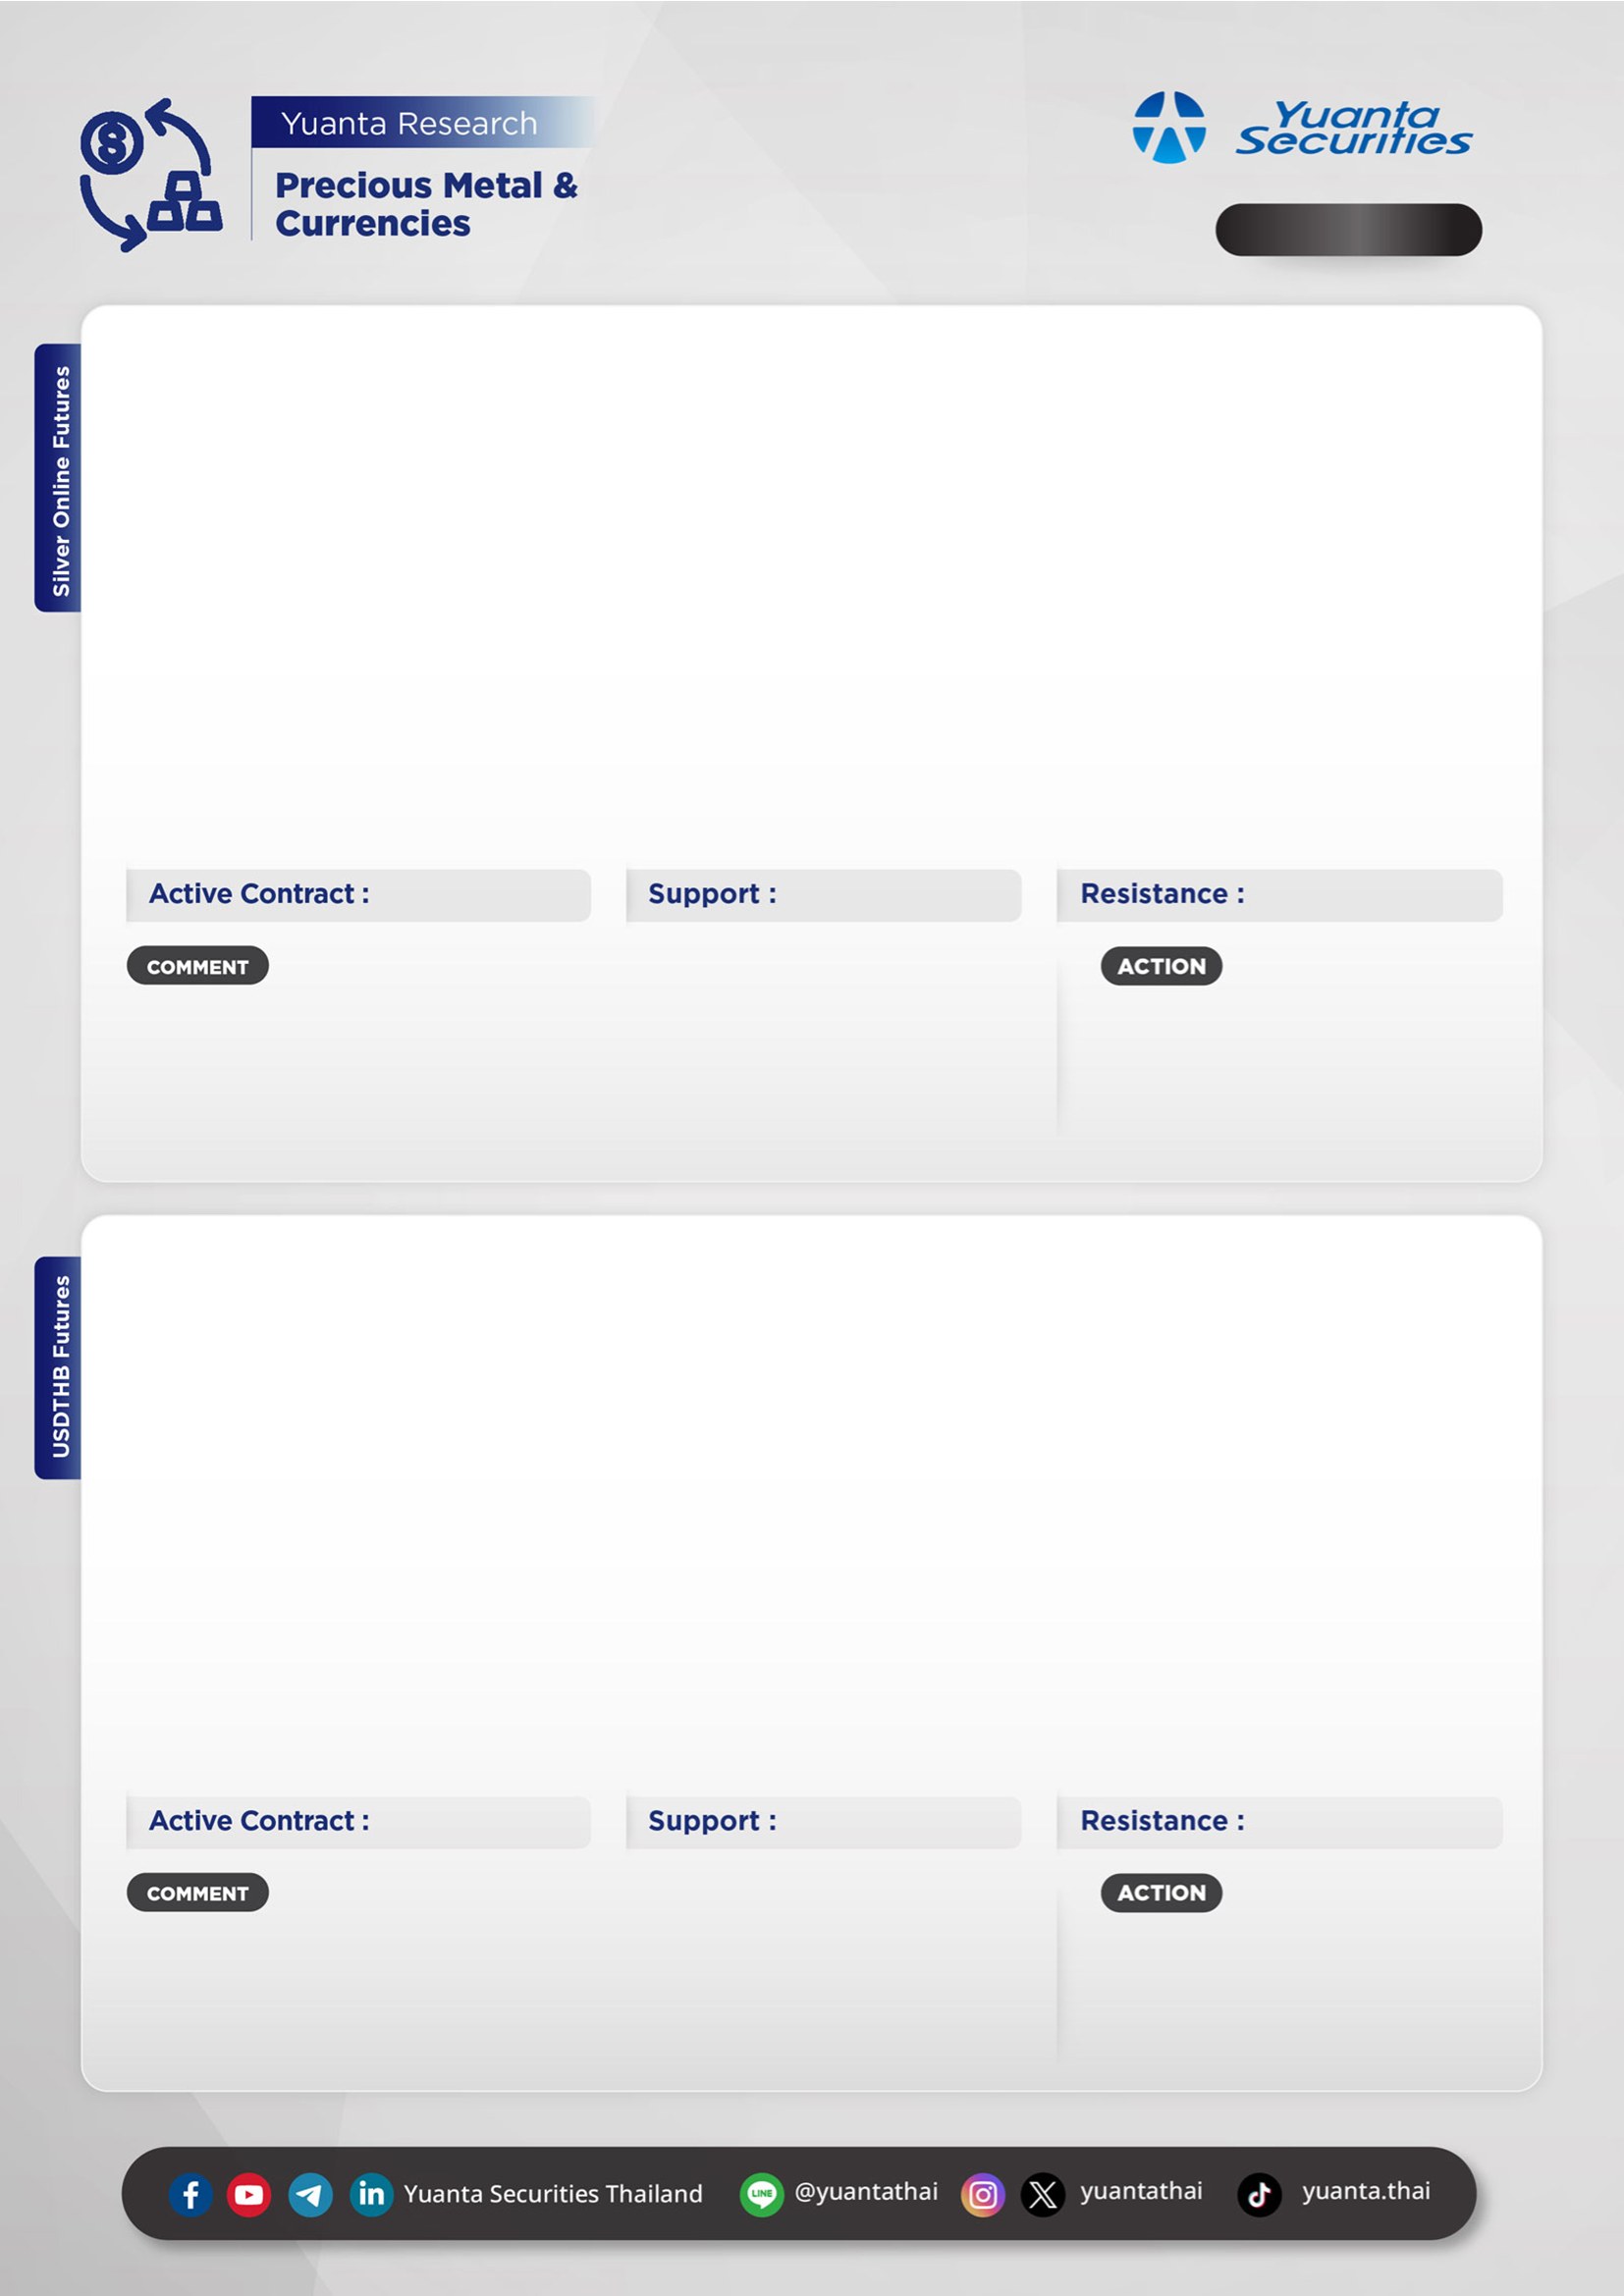 Yuanta Research
Precious Metal &
Currencies
Yuanta
Securities
Silver Online Futures
Active Contract :
Support :
Resistance :
COMMENT
ACTION
USDTHB Futures
Active Contract :
Support :
Resistance :
COMMENT
ACTION
Yuanta Securities Thailand
LINE
@yuantathai
yuantathai
yuanta.thai